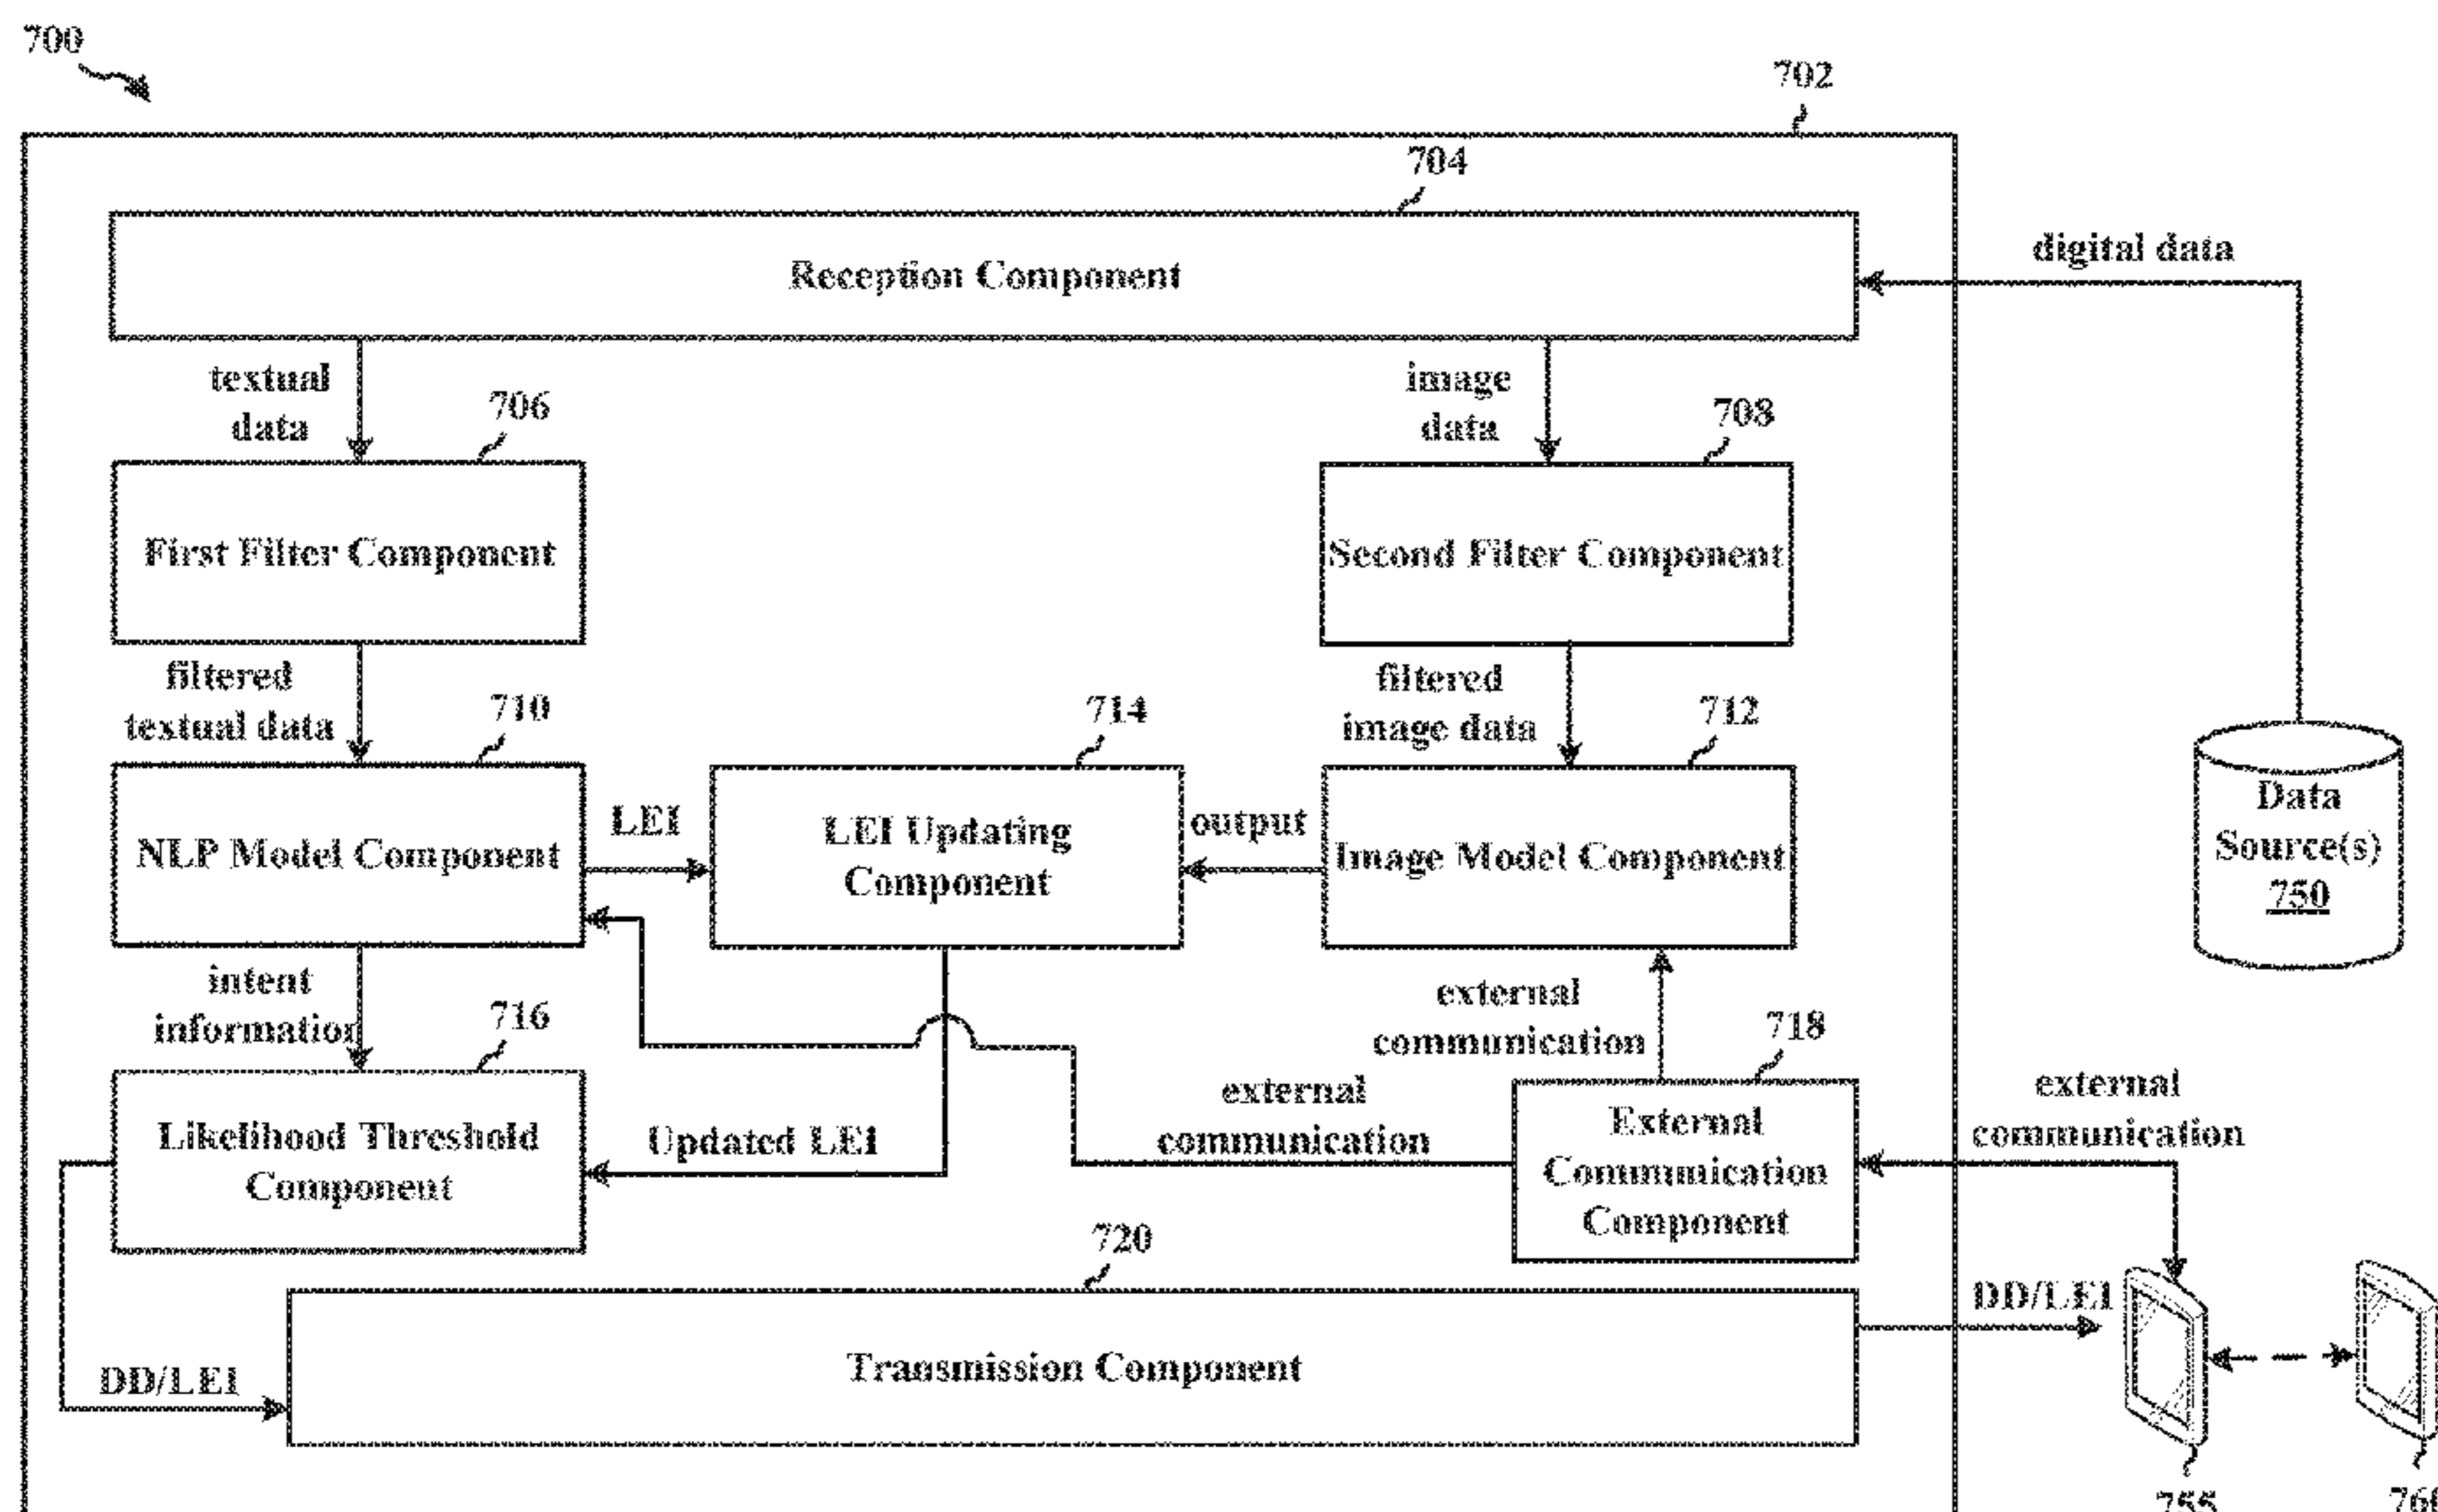 700
702
704
Reception Component
digital data
textual
data
706
image
data
708
First Filter Component
Second Filter Component
filtered
textual data
710
714
filtered
image data
712
NLP Model Component
LEI
LEI Updating
Component
output
Image Model Component
Data
Source(s)
750
intent
information
716
external
communication
718
Likelihood Threshold
Component
Updated LEI
external
communication
External
Communication
Component
external
communication
720
DD/LEI
Transmission Component
DD/LEI
755